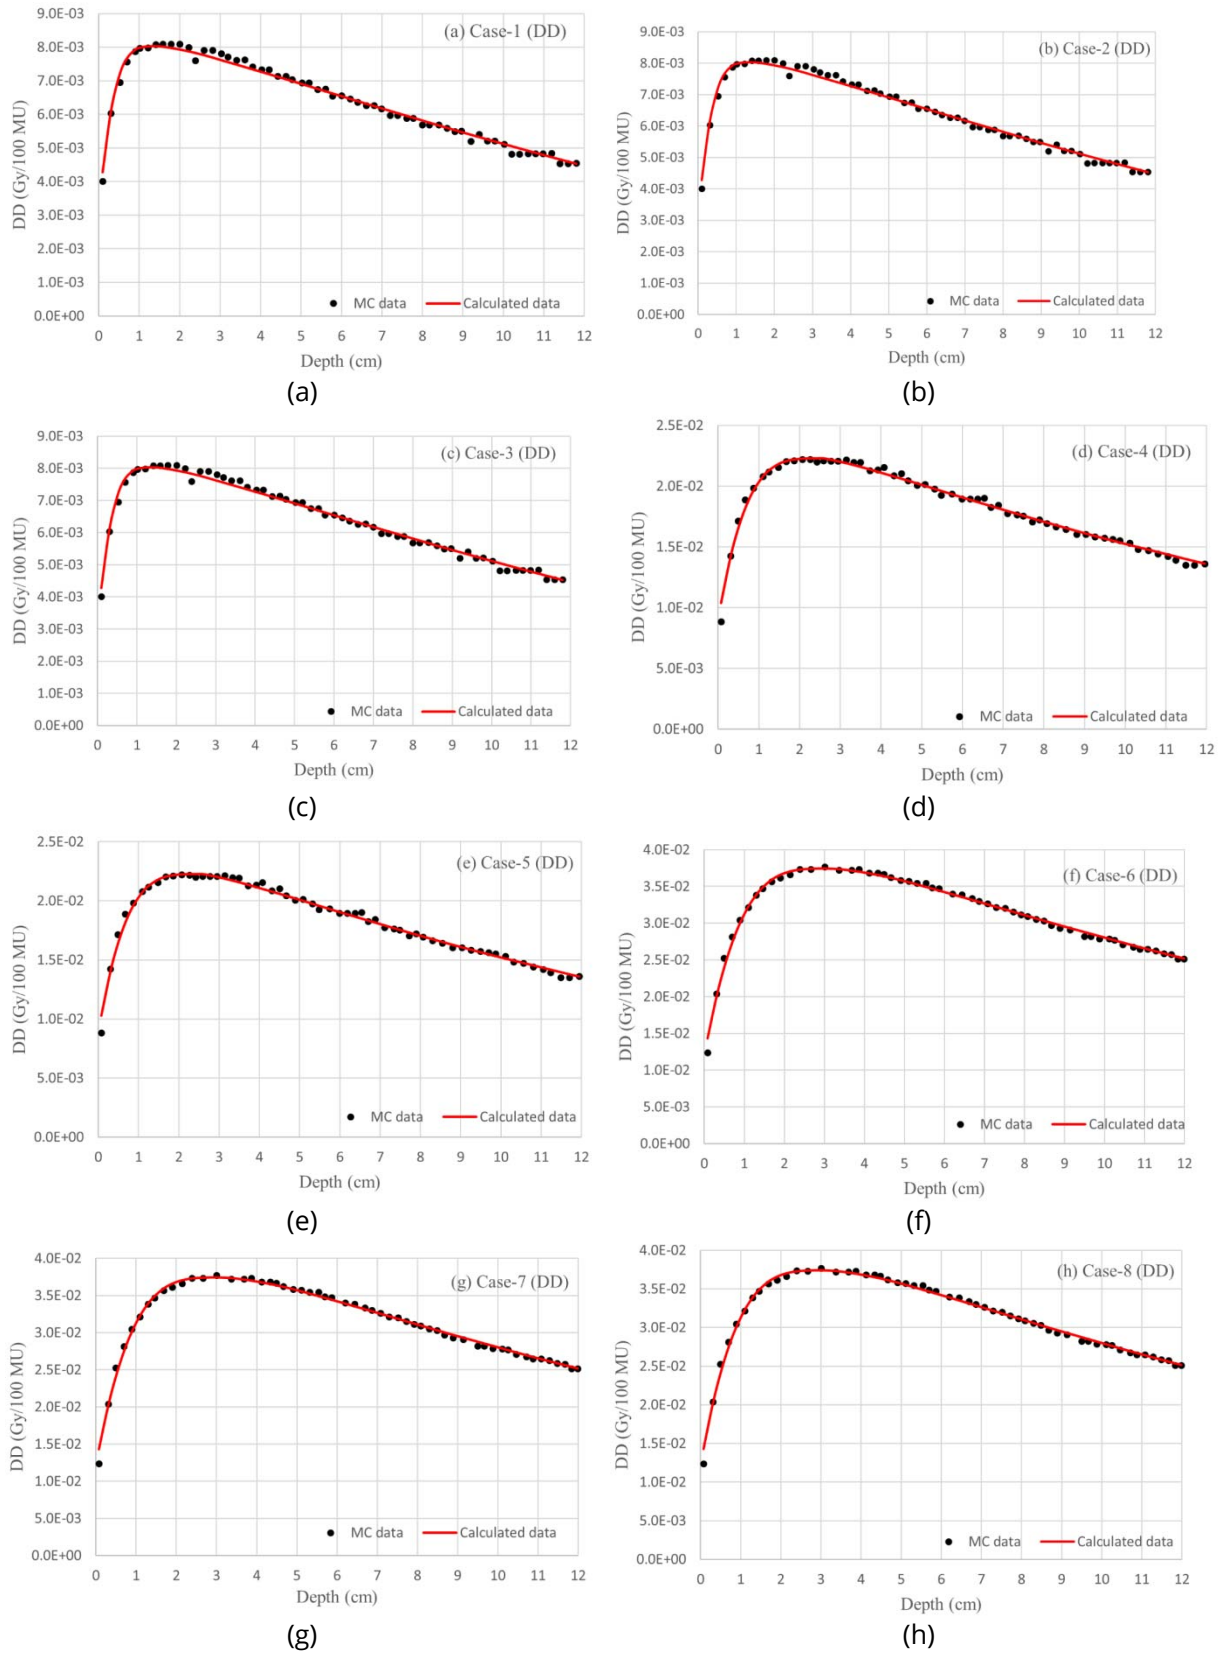 (a) Case-1 (DD)
DD (Gy/100 MU)
9.0E-03
8.0E-03
7.0E-03
6.0E-03
5.0E-03
4.0E-03
3.0E-03
2.0E-03
1.0E-03
0.0E+00
MC data Calculated data
0 1 2 3 4 5 6 7 8 9 10 11 12
Depth (cm)
(a)
(b) Case-2 (DD)
DD (Gy/100 MU)
9.0E-03
8.0E-03
7.0E-03
6.0E-03
5.0E-03
4.0E-03
3.0E-03
2.0E-03
1.0E-03
0.0E+00
MC data Calculated data
0 1 2 3 4 5 6 7 8 9 10 11 12
Depth (cm)
(b)
(c) Case-3 (DD)
DD (Gy/100 MU)
9.0E-03
8.0E-03
7.0E-03
6.0E-03
5.0E-03
4.0E-03
3.0E-03
2.0E-03
1.0E-03
0.0E+00
MC data Calculated data
0 1 2 3 4 5 6 7 8 9 10 11 12
Depth (cm)
(c)
(d) Case-4 (DD)
DD (Gy/100 MU)
2.5E-02
2.0E-02
1.5E-02
1.0E-02
5.0E-03
0.0E+00
MC data Calculated data
0 1 2 3 4 5 6 7 8 9 10 11 12
Depth (cm)
(d)
(e) Case-5 (DD)
DD (Gy/100 MU)
2.5E-02
2.0E-02
1.5E-02
1.0E-02
5.0E-03
0.0E+00
MC data Calculated data
0 1 2 3 4 5 6 7 8 9 10 11 12
Depth (cm)
(e)
(f) Case-6 (DD)
DD (Gy/100 MU)
4.0E-02
3.5E-02
3.0E-02
2.5E-02
2.0E-02
1.5E-02
1.0E-02
5.0E-03
0.0E+00
MC data Calculated data
0 1 2 3 4 5 6 7 8 9 10 11 12
Depth (cm)
(f)
(g) Case-7 (DD)
DD (Gy/100 MU)
4.0E-02
3.5E-02
3.0E-02
2.5E-02
2.0E-02
1.5E-02
1.0E-02
5.0E-03
0.0E+00
MC data Calculated data
0 1 2 3 4 5 6 7 8 9 10 11 12
Depth (cm)
(g)
(h) Case-8 (DD)
DD (Gy/100 MU)
4.0E-02
3.5E-02
3.0E-02
2.5E-02
2.0E-02
1.5E-02
1.0E-02
5.0E-03
0.0E+00
MC data Calculated data
0 1 2 3 4 5 6 7 8 9 10 11 12
Depth (cm)
(h)